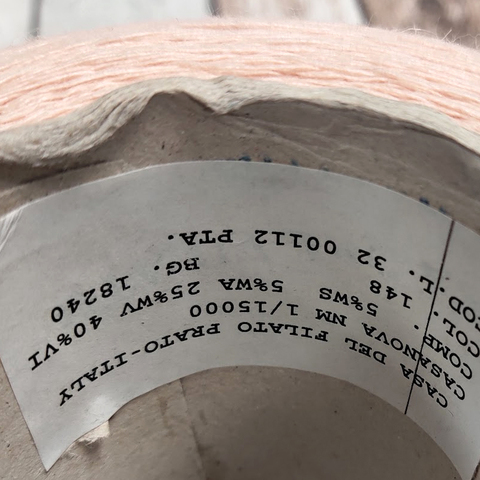 CASA DEL FILATO PRATO-ITALY
CASANOVA NM 1/15000
COMP. 5%WS 5%WA 25%WV 40%VI
COL. 148 BG. 18240
COD.L. 32 00112 PTA.